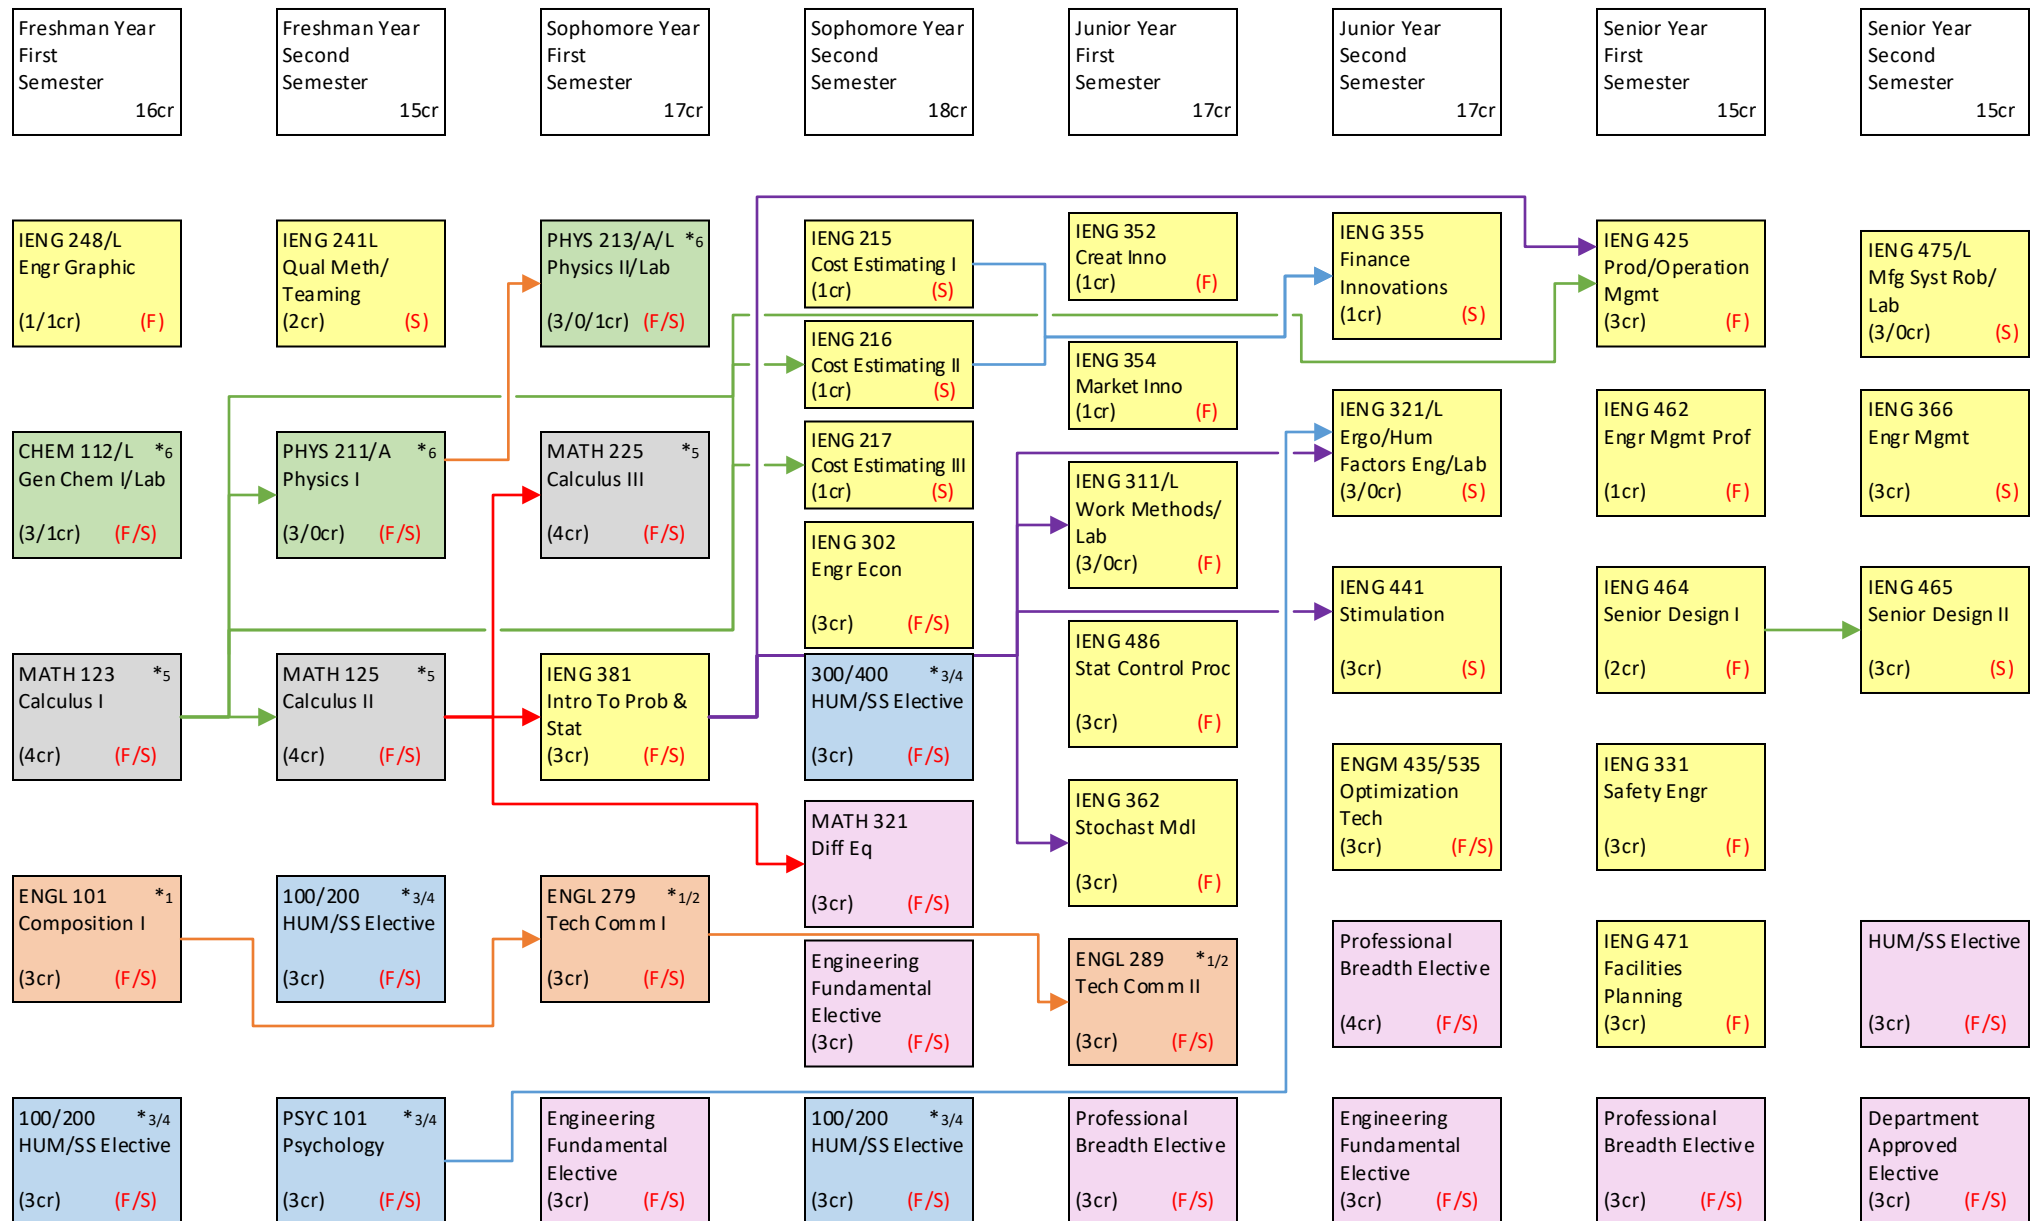 Freshman Year
First
Semester
16cr
Freshman Year
Second
Semester
15cr
Sophomore Year
First
Semester
17cr
Sophomore Year
Second
Semester
18cr
Junior Year
First
Semester
17cr
Junior Year
Second
Semester
17cr
Senior Year
First
Semester
15cr
Senior Year
Second
Semester
15cr
IENG 248/L
Engr Graphic
(1/1cr) (F)
CHEM 112/L *6
Gen Chem I/Lab
(3/1cr) (F/S)
MATH 123 *5
Calculus I
(4cr) (F/S)
ENGL 101 *1
Composition I
(3cr) (F/S)
100/200 *3/4
HUM/SS Elective
(3cr) (F/S)
IENG 241L
Qual Meth/
Teaming
(2cr) (S)
PHYS 211/A *6
Physics I
(3/0cr) (F/S)
MATH 125 *5
Calculus II
(4cr) (F/S)
100/200 *3/4
HUM/SS Elective
(3cr) (F/S)
PSYC 101 *3/4
Psychology
(3cr) (F/S)
PHYS 213/A/L *6
Physics II/Lab
(3/0/1cr) (F/S)
MATH 225 *5
Calculus III
(4cr) (F/S)
IENG 381
Intro To Prob &
Stat
(3cr) (F/S)
ENGL 279 *1/2
Tech Comm I
(3cr) (F/S)
Engineering
Fundamental
Elective
(3cr) (F/S)
IENG 215
Cost Estimating I
(1cr) (S)
IENG 216
Cost Estimating II
(1cr) (S)
IENG 217
Cost Estimating III
(1cr) (S)
IENG 302
Engr Econ
(3cr) (F/S)
300/400 *3/4
HUM/SS Elective
(3cr) (F/S)
MATH 321
Diff Eq
(3cr) (F/S)
Engineering
Fundamental
Elective
(3cr) (F/S)
100/200 *3/4
HUM/SS Elective
(3cr) (F/S)
IENG 352
Creat Inno
(1cr) (F)
IENG 354
Market Inno
(1cr) (F)
IENG 311/L
Work Methods/
Lab
(3/0cr) (F)
IENG 486
Stat Control Proc
(3cr) (F)
IENG 362
Stochast Mdl
(3cr) (F)
ENGL 289 *1/2
Tech Comm II
(3cr) (F/S)
Professional
Breadth Elective
(3cr) (F/S)
IENG 355
Finance
Innovations
(1cr) (S)
IENG 321/L
Ergo/Hum
Factors Eng/Lab
(3/0cr) (S)
IENG 441
Stimulation
(3cr) (S)
ENGM 435/535
Optimization
Tech
(3cr) (F/S)
Professional
Breadth Elective
(4cr) (F/S)
Engineering
Fundamental
Elective
(3cr) (F/S)
IENG 425
Prod/Operation
Mgmt
(3cr) (F)
IENG 462
Engr Mgmt Prof
(1cr) (F)
IENG 464
Senior Design I
(2cr) (F)
IENG 331
Safety Engr
(3cr) (F)
IENG 471
Facilities
Planning
(3cr) (F)
Professional
Breadth Elective
(3cr) (F/S)
IENG 475/L
Mfg Syst Rob/
Lab
(3/0cr) (S)
IENG 366
Engr Mgmt
(3cr) (S)
IENG 465
Senior Design II
(3cr) (S)
HUM/SS Elective
(3cr) (F/S)
Department
Approved
Elective
(3cr) (F/S)